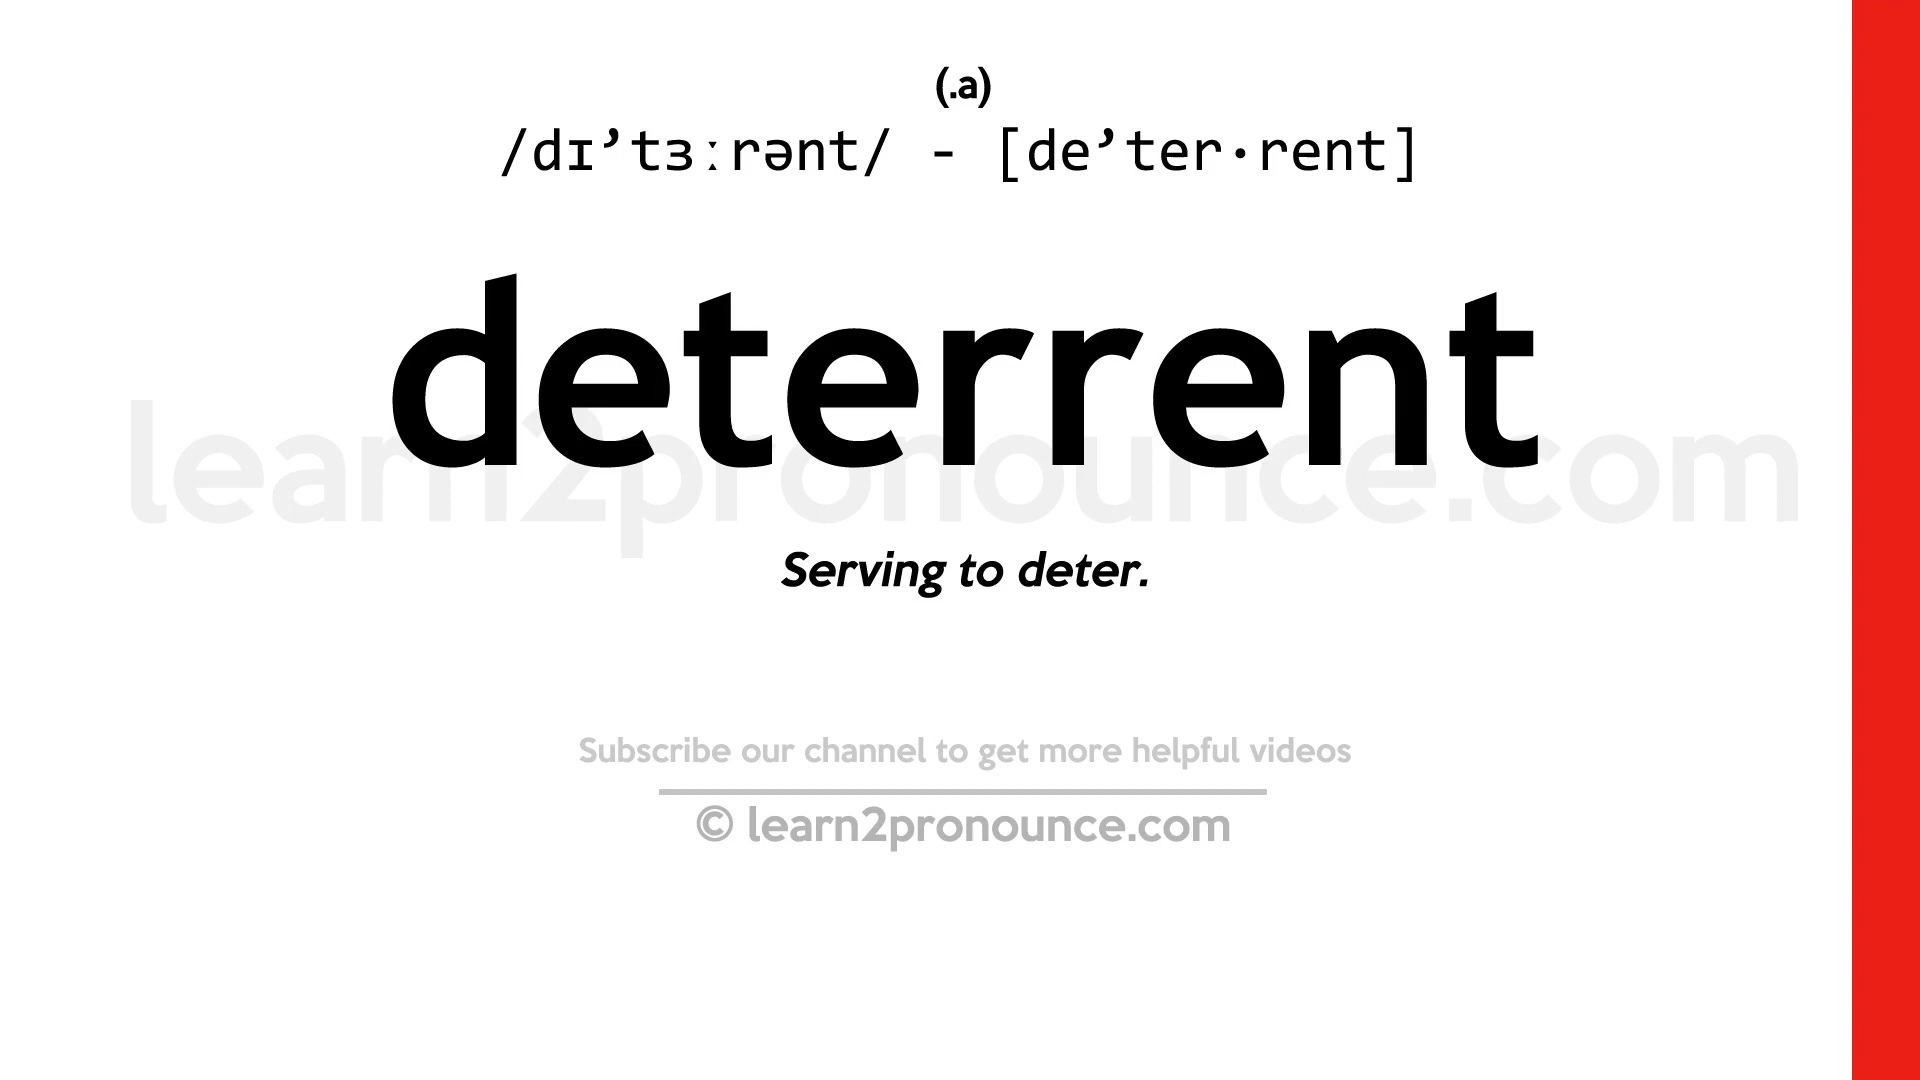 (.a)
/dɪ’tɜːrənt/ - [de’ter·rent]
deterrent
learn2pronounce.com
Serving to deter.
Subscribe our channel to get more helpful videos
© learn2pronounce.com